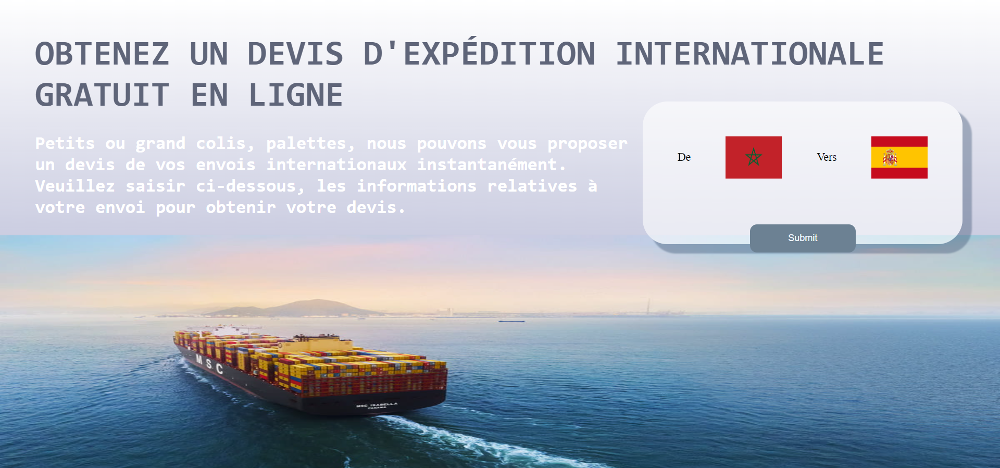 OBTENEZ UN DEVIS D'EXPÉDITION INTERNATIONALE
GRATUIT EN LIGNE
Petits ou grand colis, palettes, nous pouvons vous proposer
un devis de vos envois internationaux instantanément.
Veuillez saisir ci-dessous, les informations relatives à
votre envoi pour obtenir votre devis.
De
Vers
Submit
MSC
MSC ISABELLA
PANAMA